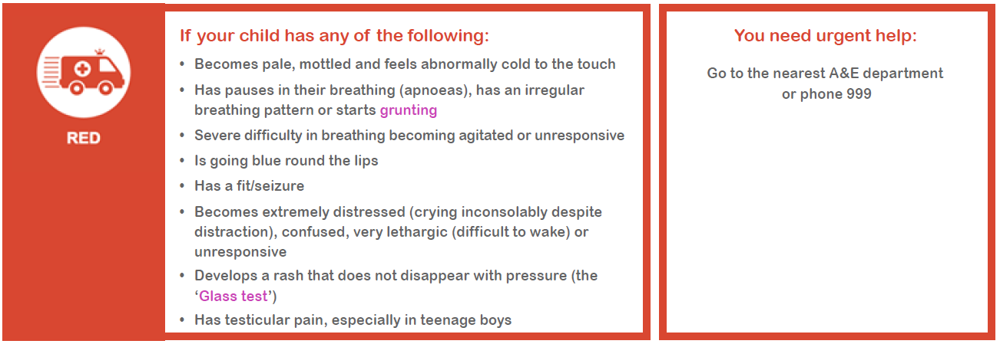 RED
If your child has any of the following:
• Becomes pale, mottled and feels abnormally cold to the touch
• Has pauses in their breathing (apnoeas), has an irregular
breathing pattern or starts grunting
• Severe difficulty in breathing becoming agitated or unresponsive
• Is going blue round the lips
• Has a fit/seizure
• Becomes extremely distressed (crying inconsolably despite
distraction), confused, very lethargic (difficult to wake) or
unresponsive
• Develops a rash that does not disappear with pressure (the
‘Glass test’)
• Has testicular pain, especially in teenage boys
You need urgent help:
Go to the nearest A&E department
or phone 999